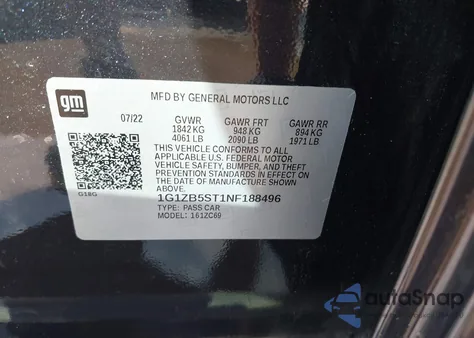 gm
MFD BY GENERAL MOTORS LLC
07/22 GVWR GAWR FRT GAWR RR
1842 KG 948 KG 894 KG
4061 LB 2090 LB 1971 LB
THIS VEHICLE CONFORMS TO ALL
APPLICABLE U.S. FEDERAL MOTOR
VEHICLE SAFETY, BUMPER, AND THEFT
PREVENTION STANDARDS IN EFFECT ON THE
DATE OF MANUFACTURE SHOWN ABOVE.
G18G
1G1ZB5ST1NF188496
TYPE: PASS CAR
MODEL: 161ZC69
autoSnap